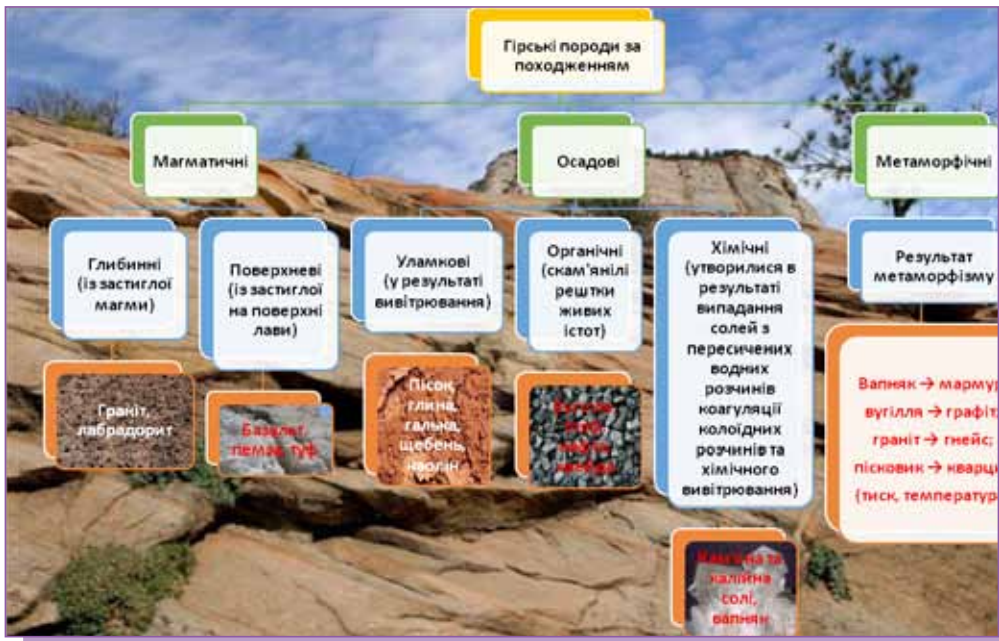 Гірські породи за
походженням
Магматичні
Осадові
Метаморфічні
Глибинні
(із застиглої
магми)
Поверхневі
(із застиглої
на поверхні
лави)
Уламкові
(у результаті
вивітрювання)
Органічні
(скам'янілі
рештки
живих
істот)
Хімічні
(утворилися в
результаті
випадання
солей з
пересичених
водних
розчинів
коагуляції
колоїдних
розчинів та
хімічного
вивітрювання)
Результат
метаморфізму
Граніт,
лабрадорит
Базальт,
пемза, туф
Пісок,
глина,
галька,
щебень,
каолін
Вапняк → мармур
вугілля → графіт
граніт → гнейс;
пісковик → кварци
(тиск, температур
та
калійна
солі,
вапняк